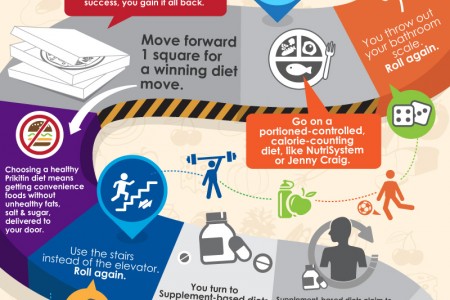 success, you gain it all back.
Move forward
1 square for
a winning diet
move.
You throw out
your bathroom
scale.
Roll again.
Go on a
portioned-controlled,
calorie-counting
diet, like NutriSystem
or Jenny Craig.
Choosing a healthy
Prikitin diet means
getting convenience
foods without
unhealthy fats,
salt & sugar,
delivered to
your door.
Use the stairs
instead of the elevator.
Roll again.
You turn to
Supplement-based diets
Supplement-based diets claim to